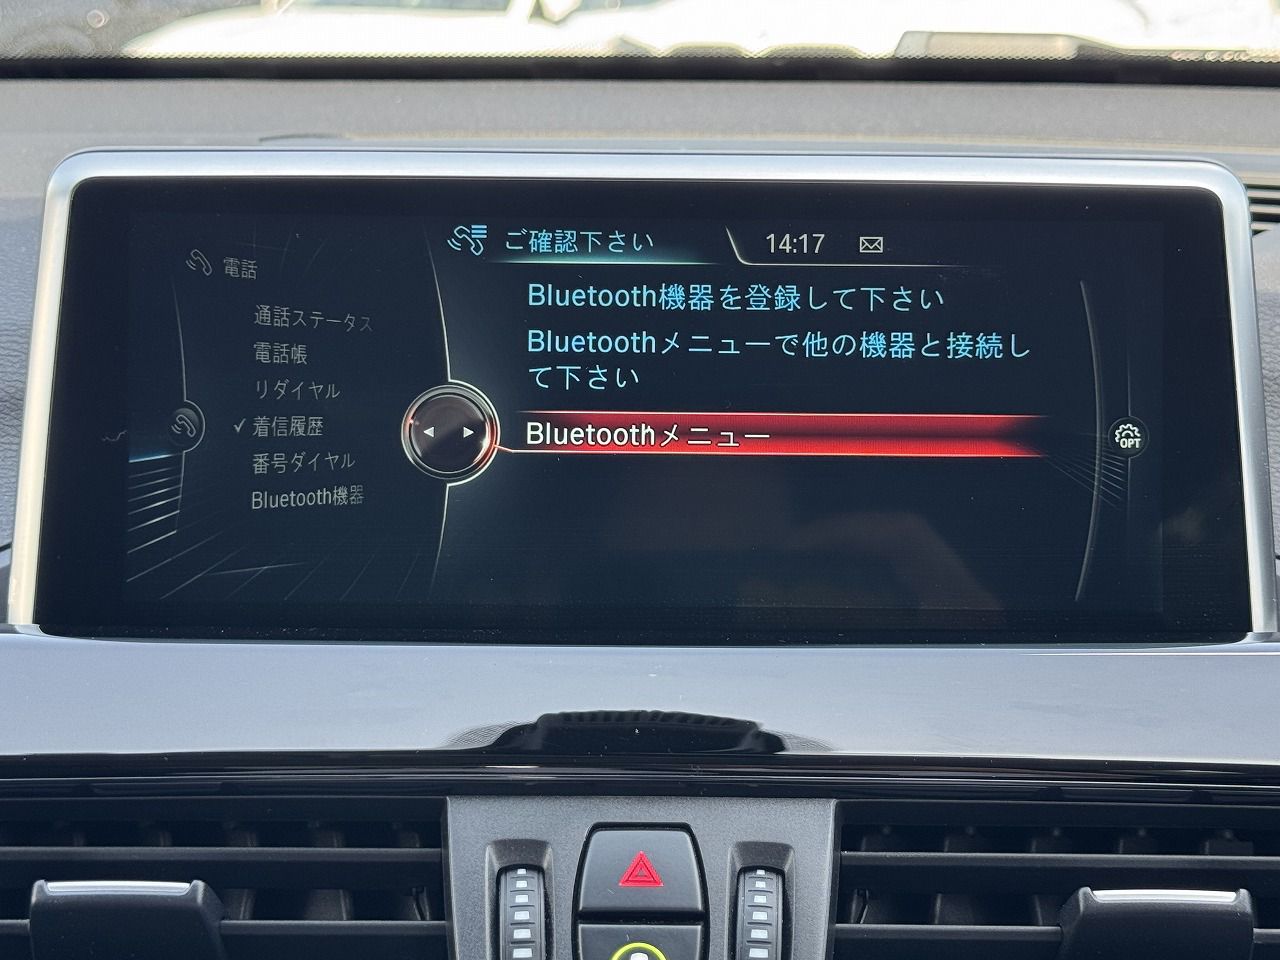 電話
通話ステータス
電話帳
リダイヤル
✓ 着信履歴
番号ダイヤル
Bluetooth機器
ご確認下さい
14:17
Bluetooth機器を登録して下さい
Bluetoothメニューで他の機器と接続し
て下さい
Bluetoothメニュー
OPT